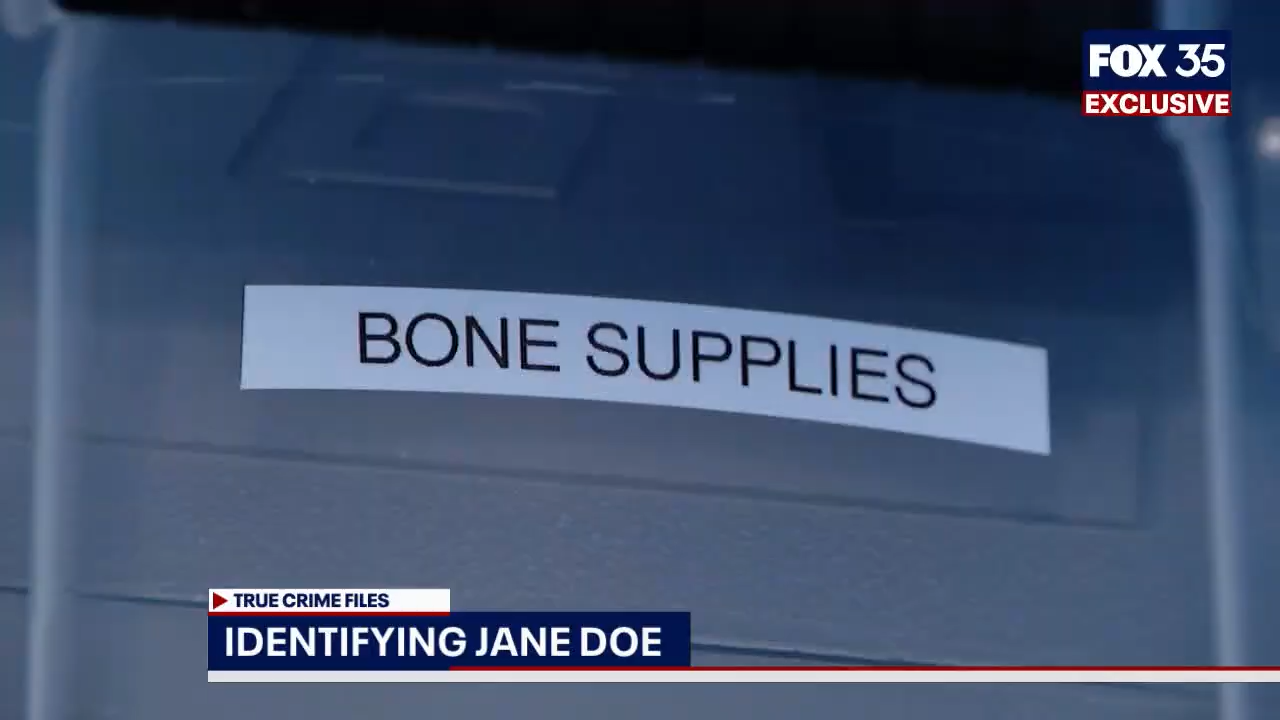 FOX 35
EXCLUSIVE
BONE SUPPLIES
TRUE CRIME FILES
IDENTIFYING JANE DOE